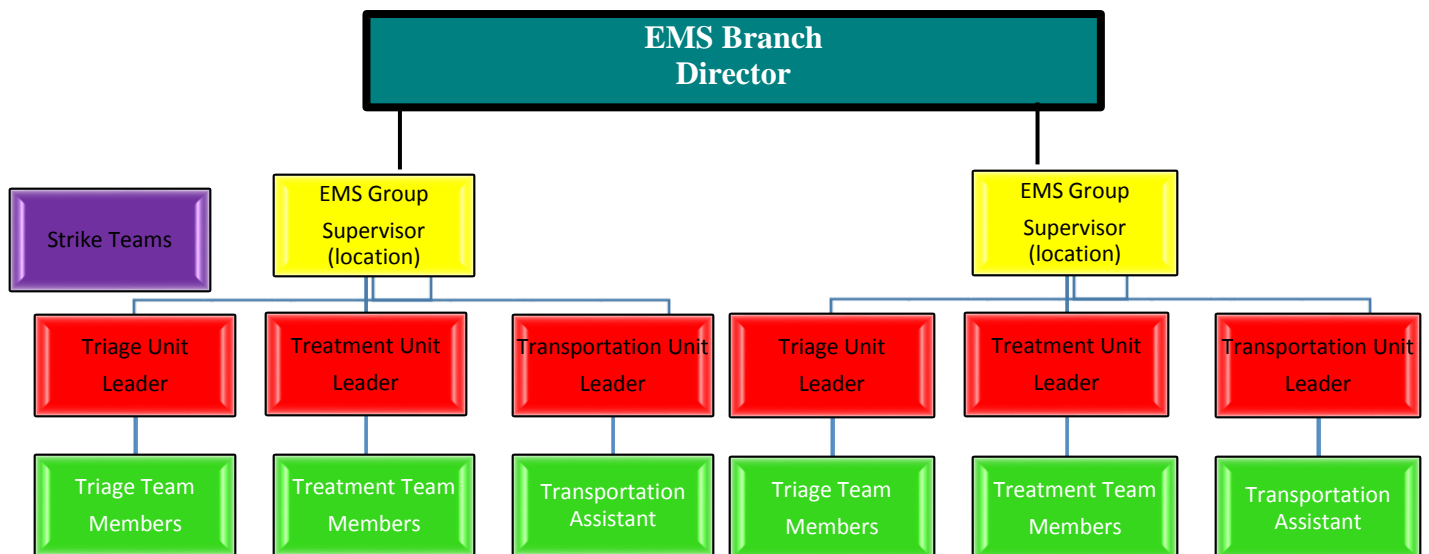 EMS Branch
Director
Strike Teams
EMS Group
Supervisor
(location)
EMS Group
Supervisor
(location)
Triage Unit
Leader
Treatment Unit
Leader
Transportation Unit
Leader
Triage Unit
Leader
Treatment Unit
Leader
Transportation Unit
Leader
Triage Team
Members
Treatment Team
Members
Transportation
Assistant
Triage Team
Members
Treatment Team
Members
Transportation
Assistant